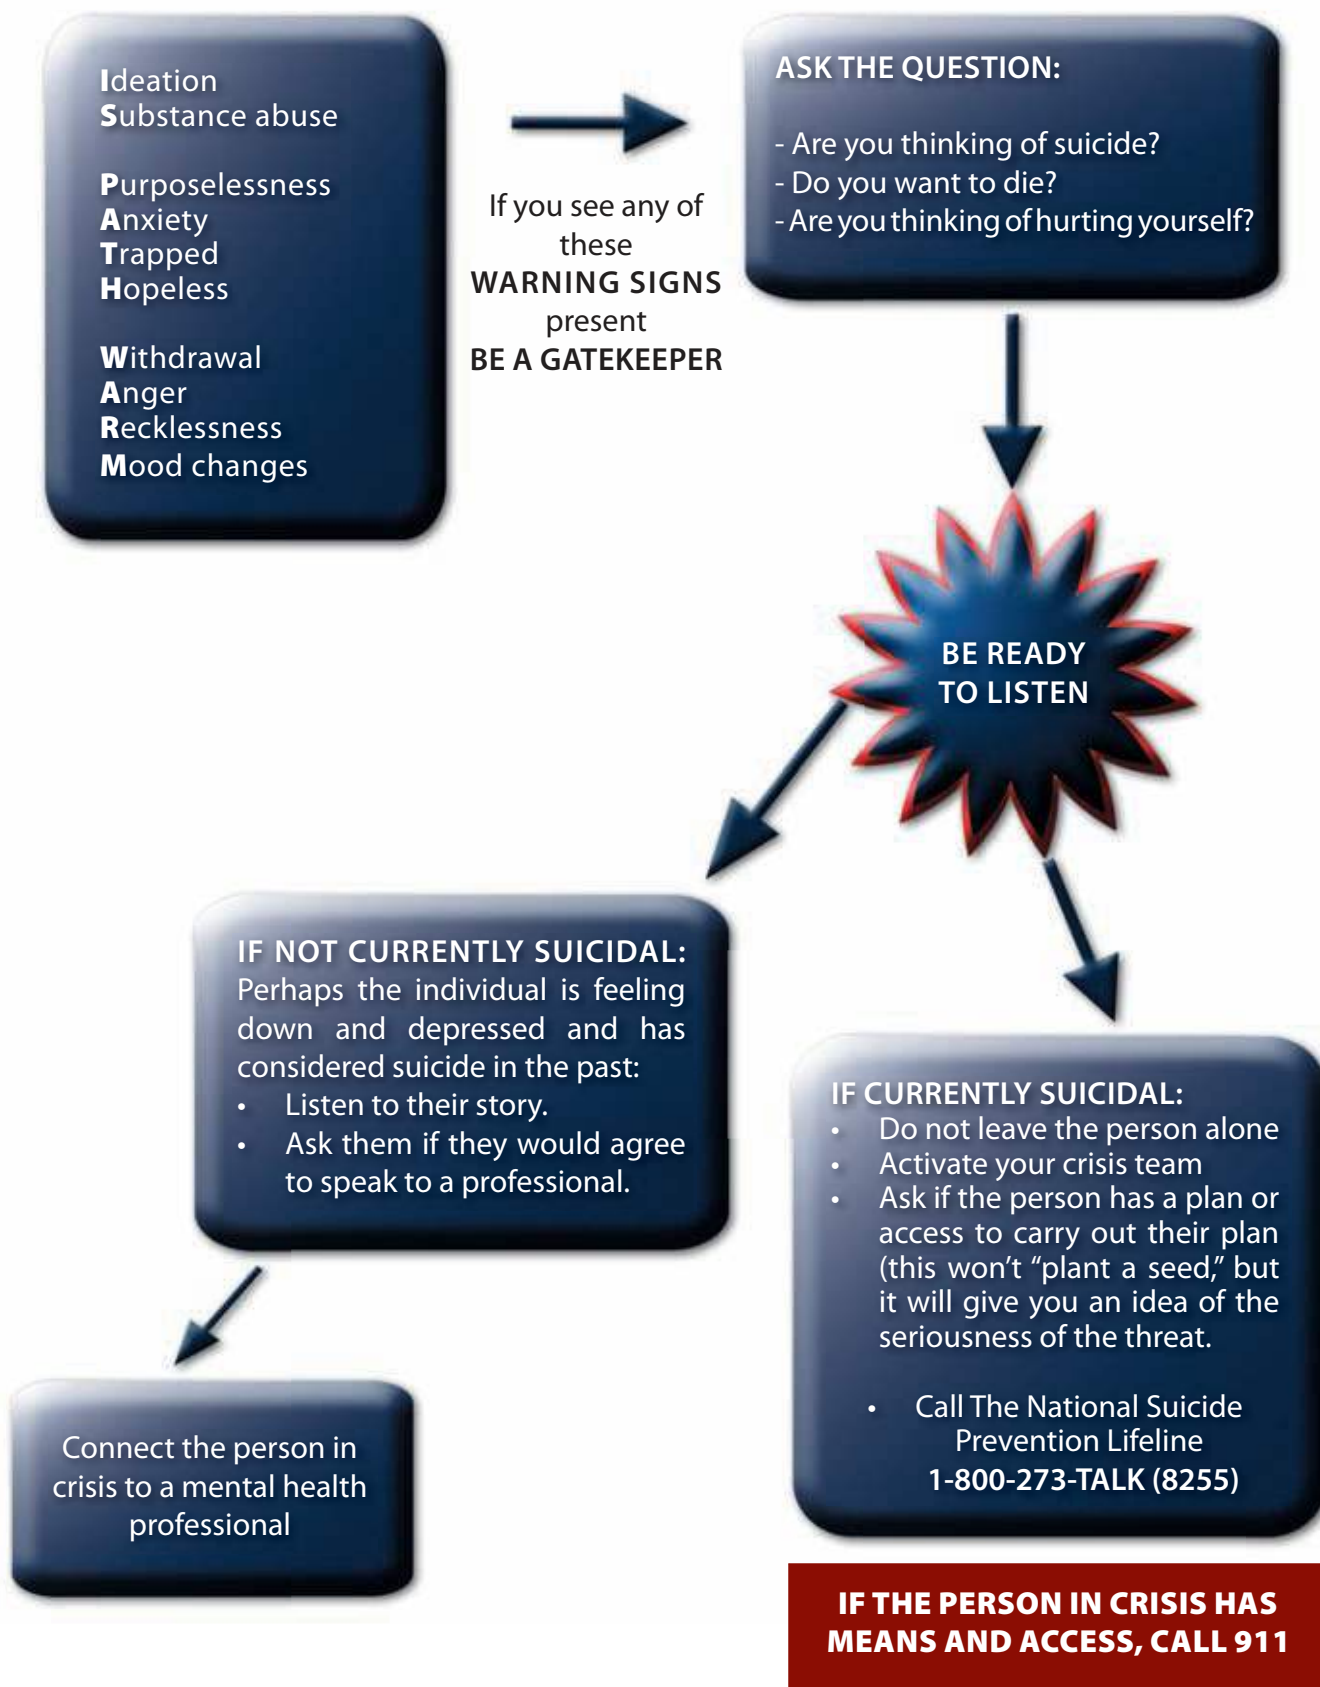 Ideation
Substance abuse
Purposelessness
Anxiety
Trapped
Hopeless
Withdrawal
Anger
Recklessness
Mood changes
If you see any of
these
WARNING SIGNS
present
BE A GATEKEEPER
ASK THE QUESTION:
- Are you thinking of suicide?
- Do you want to die?
- Are you thinking of hurting yourself?
BE READY
TO LISTEN
IF NOT CURRENTLY SUICIDAL:
Perhaps the individual is feeling
down and depressed and has
considered suicide in the past:
• Listen to their story.
• Ask them if they would agree
to speak to a professional.
Connect the person in
crisis to a mental health
professional
IF CURRENTLY SUICIDAL:
• Do not leave the person alone
• Activate your crisis team
• Ask if the person has a plan or
access to carry out their plan
(this won't “plant a seed,” but
it will give you an idea of the
seriousness of the threat.
• Call The National Suicide
Prevention Lifeline
1-800-273-TALK (8255)
IF THE PERSON IN CRISIS HAS
MEANS AND ACCESS, CALL 911